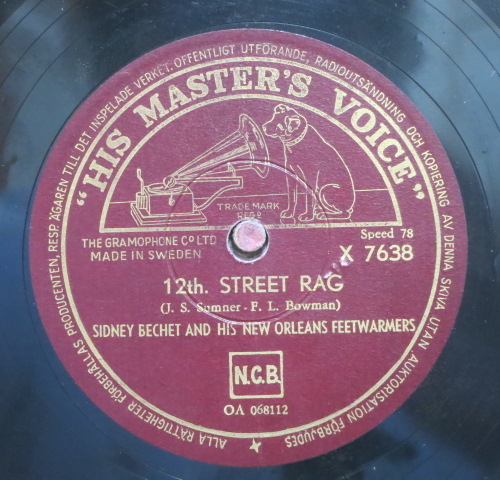 ALLA RÄTTIGHETER FÖRBEHÅLLAS PRODUCENTEN, RESP. ÄGAREN TILL DET INSPELADE VERKET. OFFENTLIGT UTFÖRANDE, RADIOUTSÄNDNING OCH KOPIERING AV DENNA SKIVA UTAN AUKTORISATION FÖRBJUDES
"HIS MASTER'S VOICE"
TRADE MARK
REGD
THE GRAMOPHONE CO LTD
MADE IN SWEDEN
Speed 78
X 7638
12th. STREET RAG
(J. S. Sumner - F. L. Bowman)
SIDNEY BECHET AND HIS NEW ORLEANS FEETWARMERS
N.C.B.
OA 068112